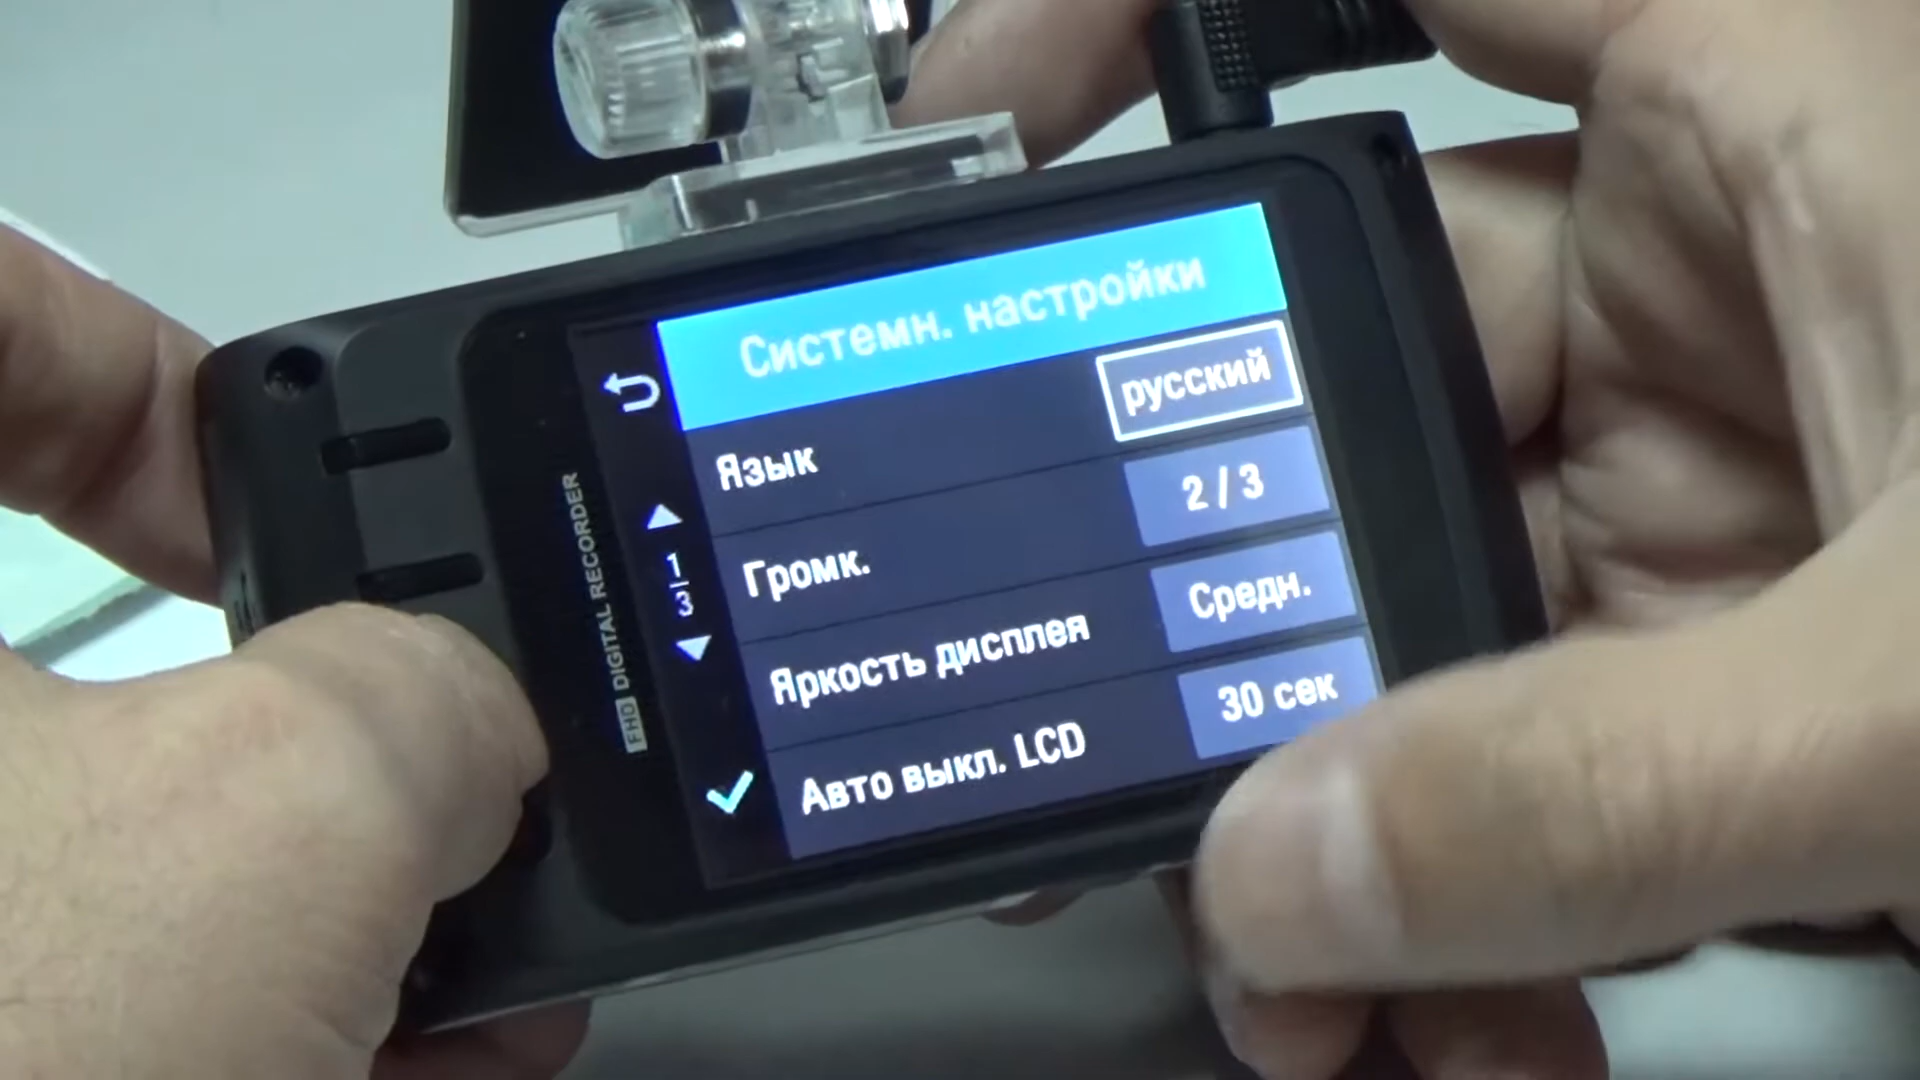 Системн. настройки
Язык
русский
Громк.
2 / 3
Яркость дисплея
Средн.
Авто выкл. LCD
30 сек
1
3
FHD DIGITAL RECORDER